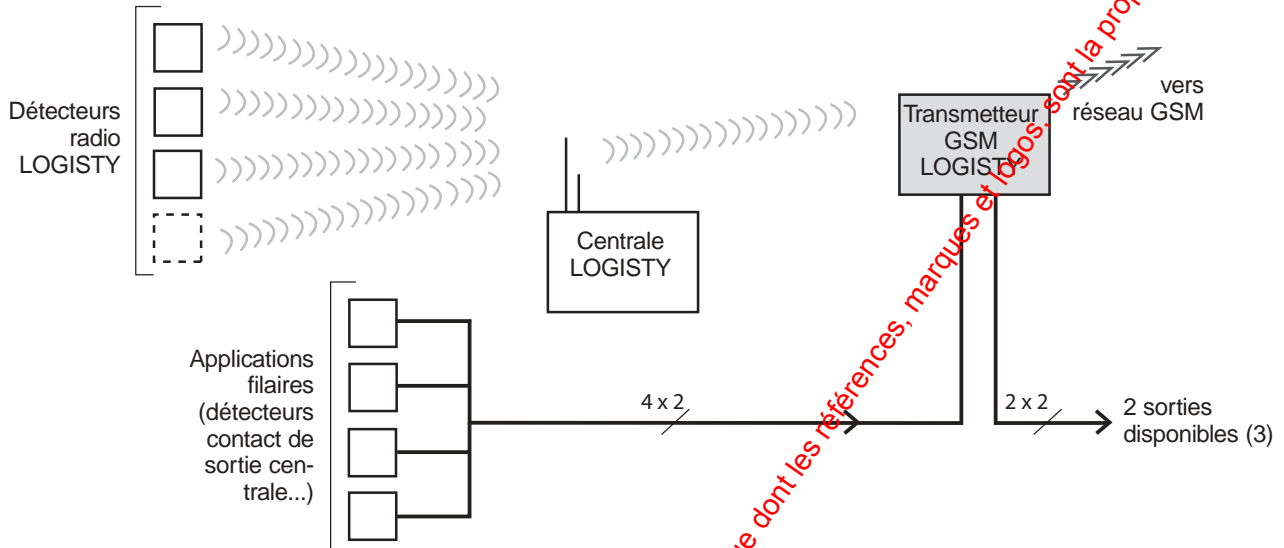 Détecteurs
radio
LOGISTY
Centrale
LOGISTY
Transmetteur
GSM
LOGISTY
vers
réseau GSM
Applications
filaires
(détecteurs
contact de
sortie cen-
trale...)
4 x 2
2 x 2
2 sorties
disponibles (3)
dont les références, marques et logos, sont la